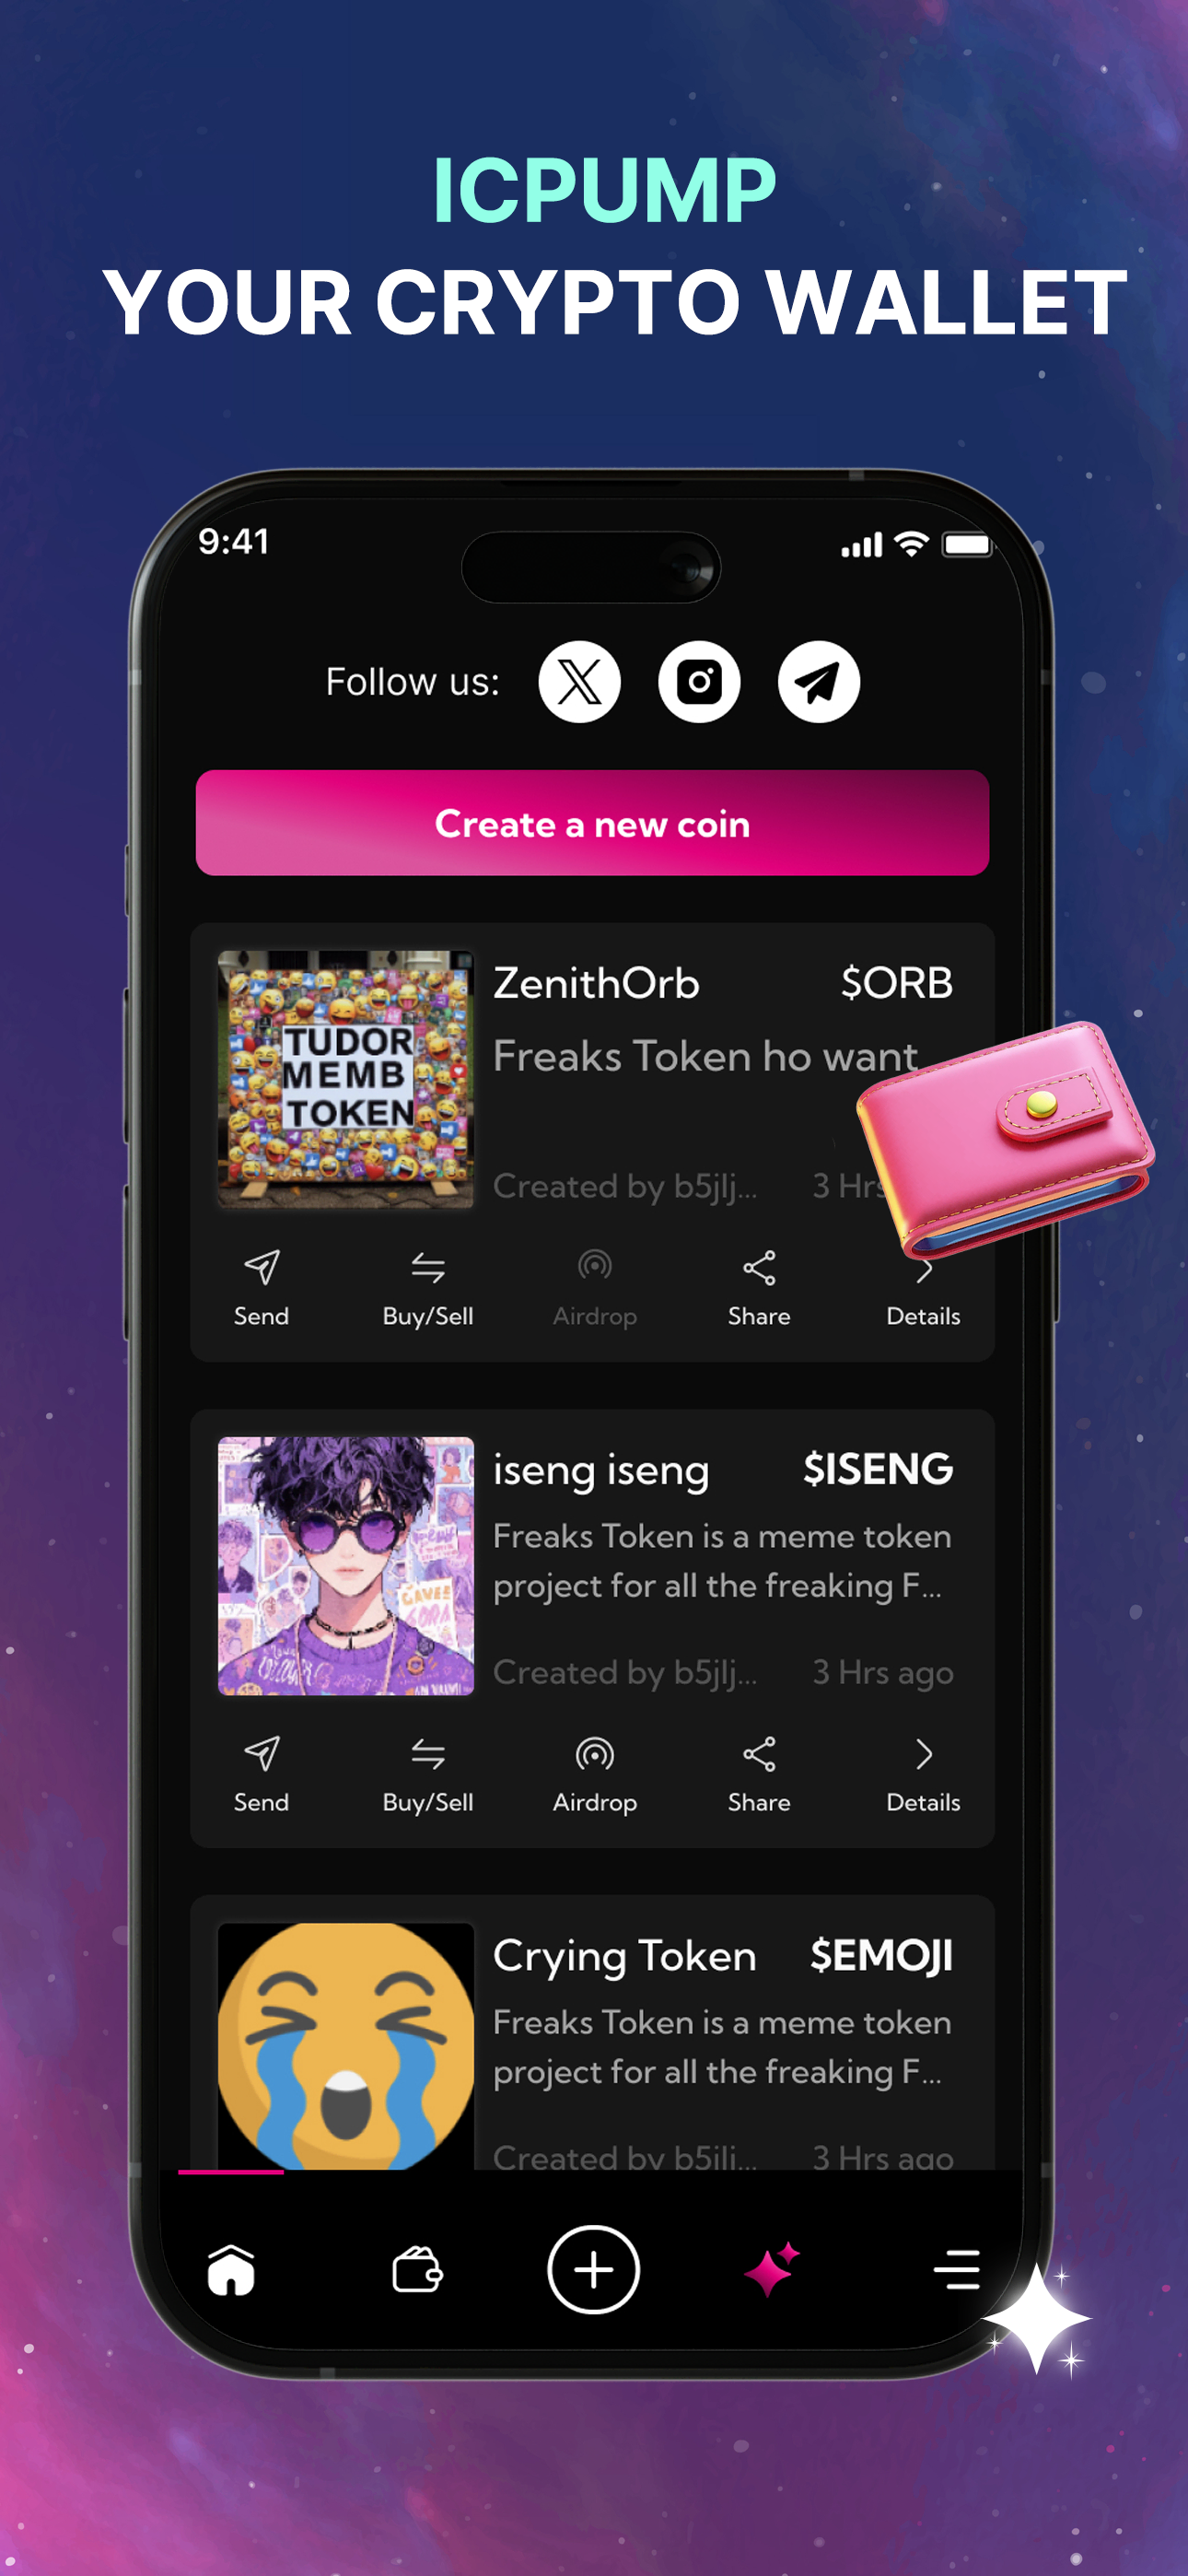 ICPUMP
YOUR CRYPTO WALLET
9:41
Follow us:
Create a new coin
TUDOR
MEMB
TOKEN
ZenithOrb $ORB
Freaks Token ho want
Created by b5jlj... 3 Hrs
Send Buy/Sell Airdrop Share Details
iseng iseng $ISENG
Freaks Token is a meme token
project for all the freaking F...
Created by b5jlj... 3 Hrs ago
Send Buy/Sell Airdrop Share Details
Crying Token $EMOJI
Freaks Token is a meme token
project for all the freaking F...
Created by b5jlj... 3 Hrs ago